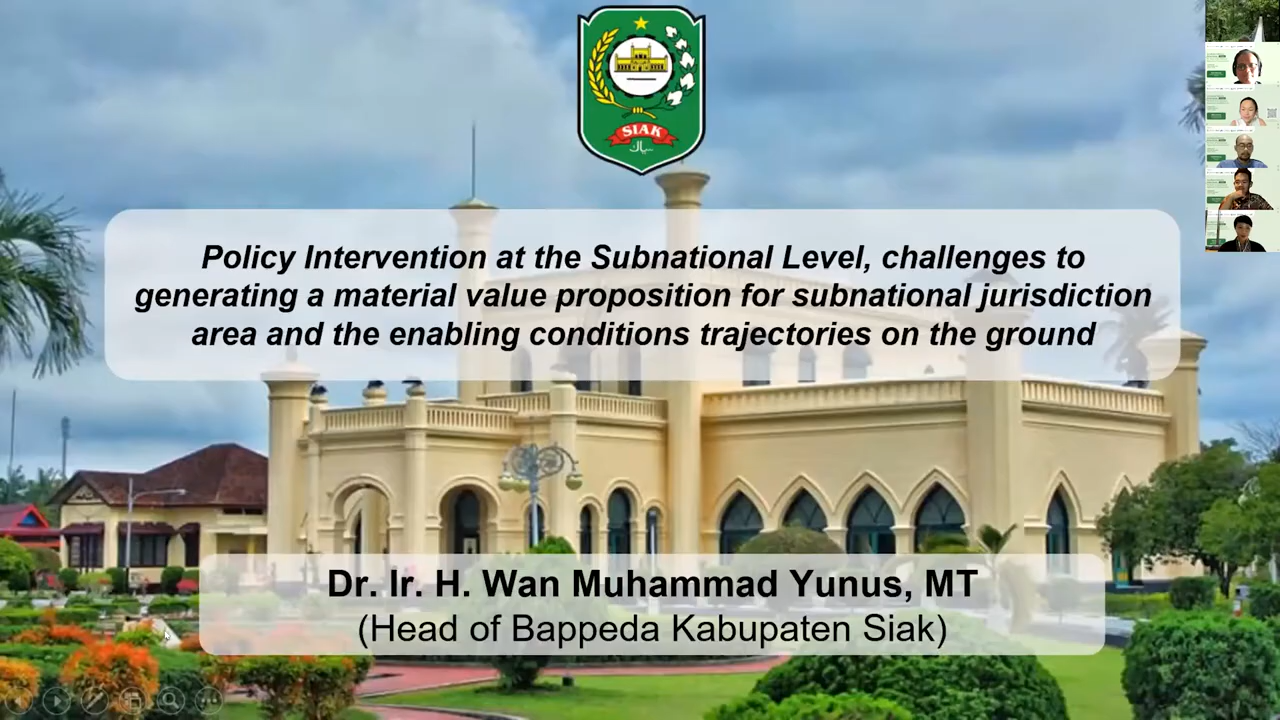 SIAK
سياك
Policy Intervention at the Subnational Level, challenges to
generating a material value proposition for subnational jurisdiction
area and the enabling conditions trajectories on the ground
Dr. Ir. H. Wan Muhammad Yunus, MT
(Head of Bappeda Kabupaten Siak)